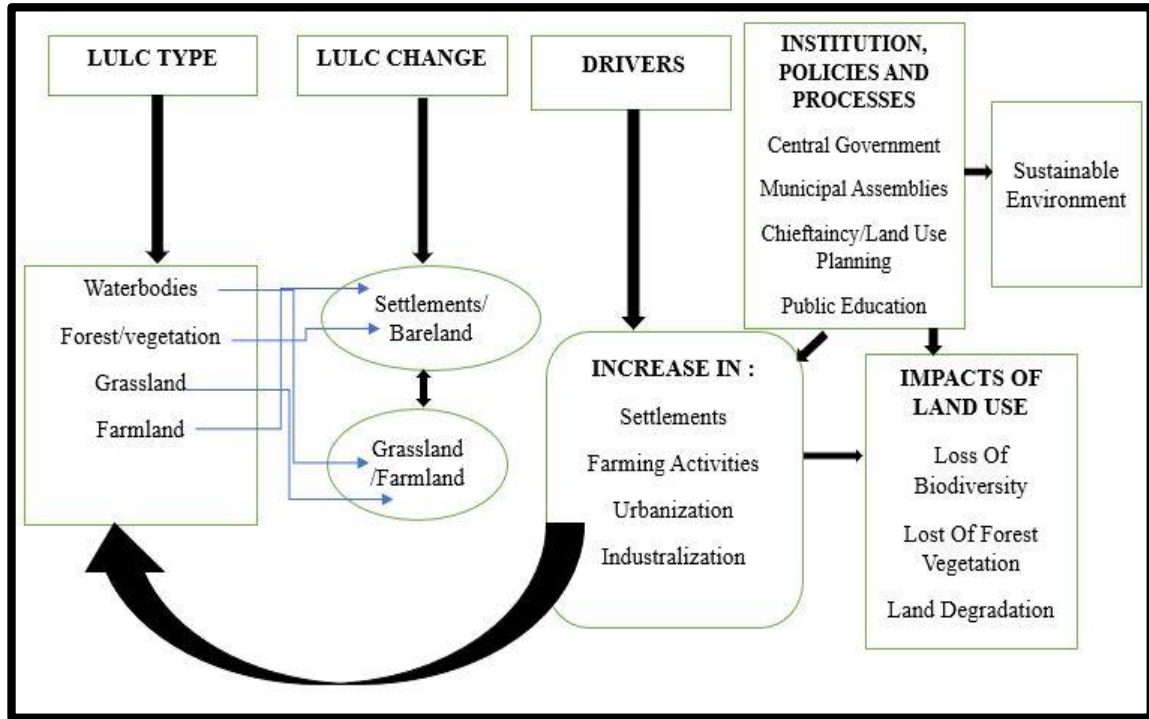 LULC TYPE
LULC CHANGE
DRIVERS
INSTITUTION,
POLICIES AND
PROCESSES
Central Government
Municipal Assemblies
Chieftaincy/Land Use
Planning
Public Education
Sustainable
Environment
Waterbodies
Forest/vegetation
Grassland
Farmland
Settlements/
Bareland
Grassland
/Farmland
INCREASE IN :
Settlements
Farming Activities
Urbanization
Industralization
IMPACTS OF
LAND USE
Loss Of
Biodiversity
Lost Of Forest
Vegetation
Land Degradation